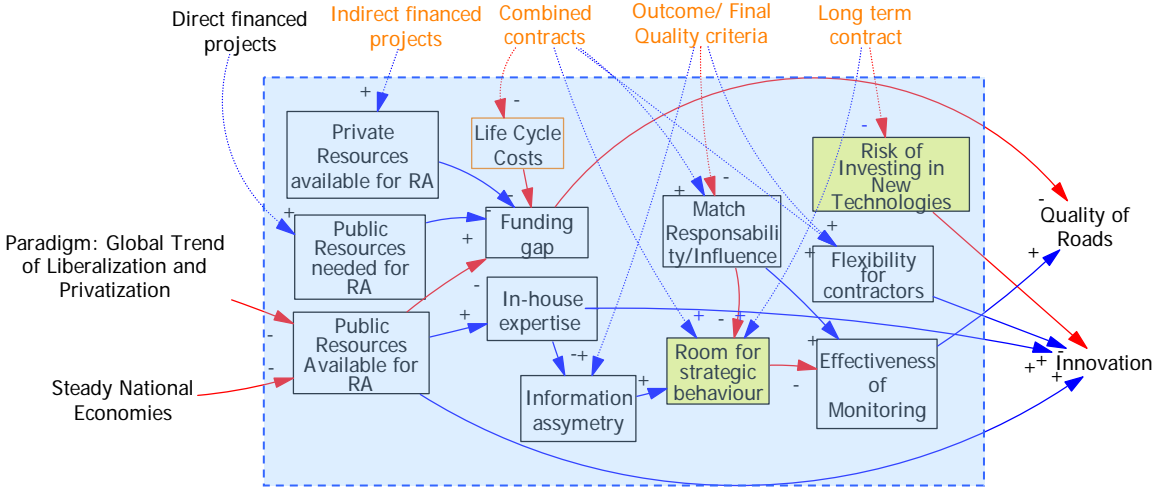 Direct financed
projects
Indirect financed
projects
Combined
contracts
Outcome/ Final
Quality criteria
Long term
contract
+
-
-
-
+
Private
Resources
available for RA
Life Cycle
Costs
Risk of
Investing in
New
Technologies
+
-
-
Public
Resources
needed for
RA
Funding
gap
+
Match
Responsabili
ty/Influence
+
+
Flexibility
for
contractors
-
Quality of
Roads
+
Paradigm: Global Trend
of Liberalization and
Privatization
-
-
Public
Resources
Available for
RA
-
+
In-house
expertise
-+
Information
assymetry
+
+
-
+
Room for
strategic
behaviour
+
-
Effectiveness
of
Monitoring
-
+
+
+
Innovation
Steady National
Economies